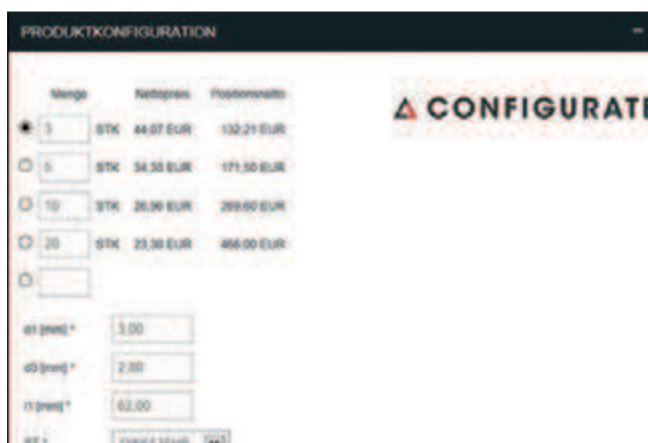 PRODUKTKONFIGURATION
Menge Nettopreis Positionsnetto
3 STK 44,07 EUR 132,21 EUR
5 STK 34,30 EUR 171,50 EUR
10 STK 26,96 EUR 269,60 EUR
20 STK 23,30 EUR 466,00 EUR
CONFIGURATE
d1 [mm] * 3.00
[mm] * 2.00
[mm] * 62.00